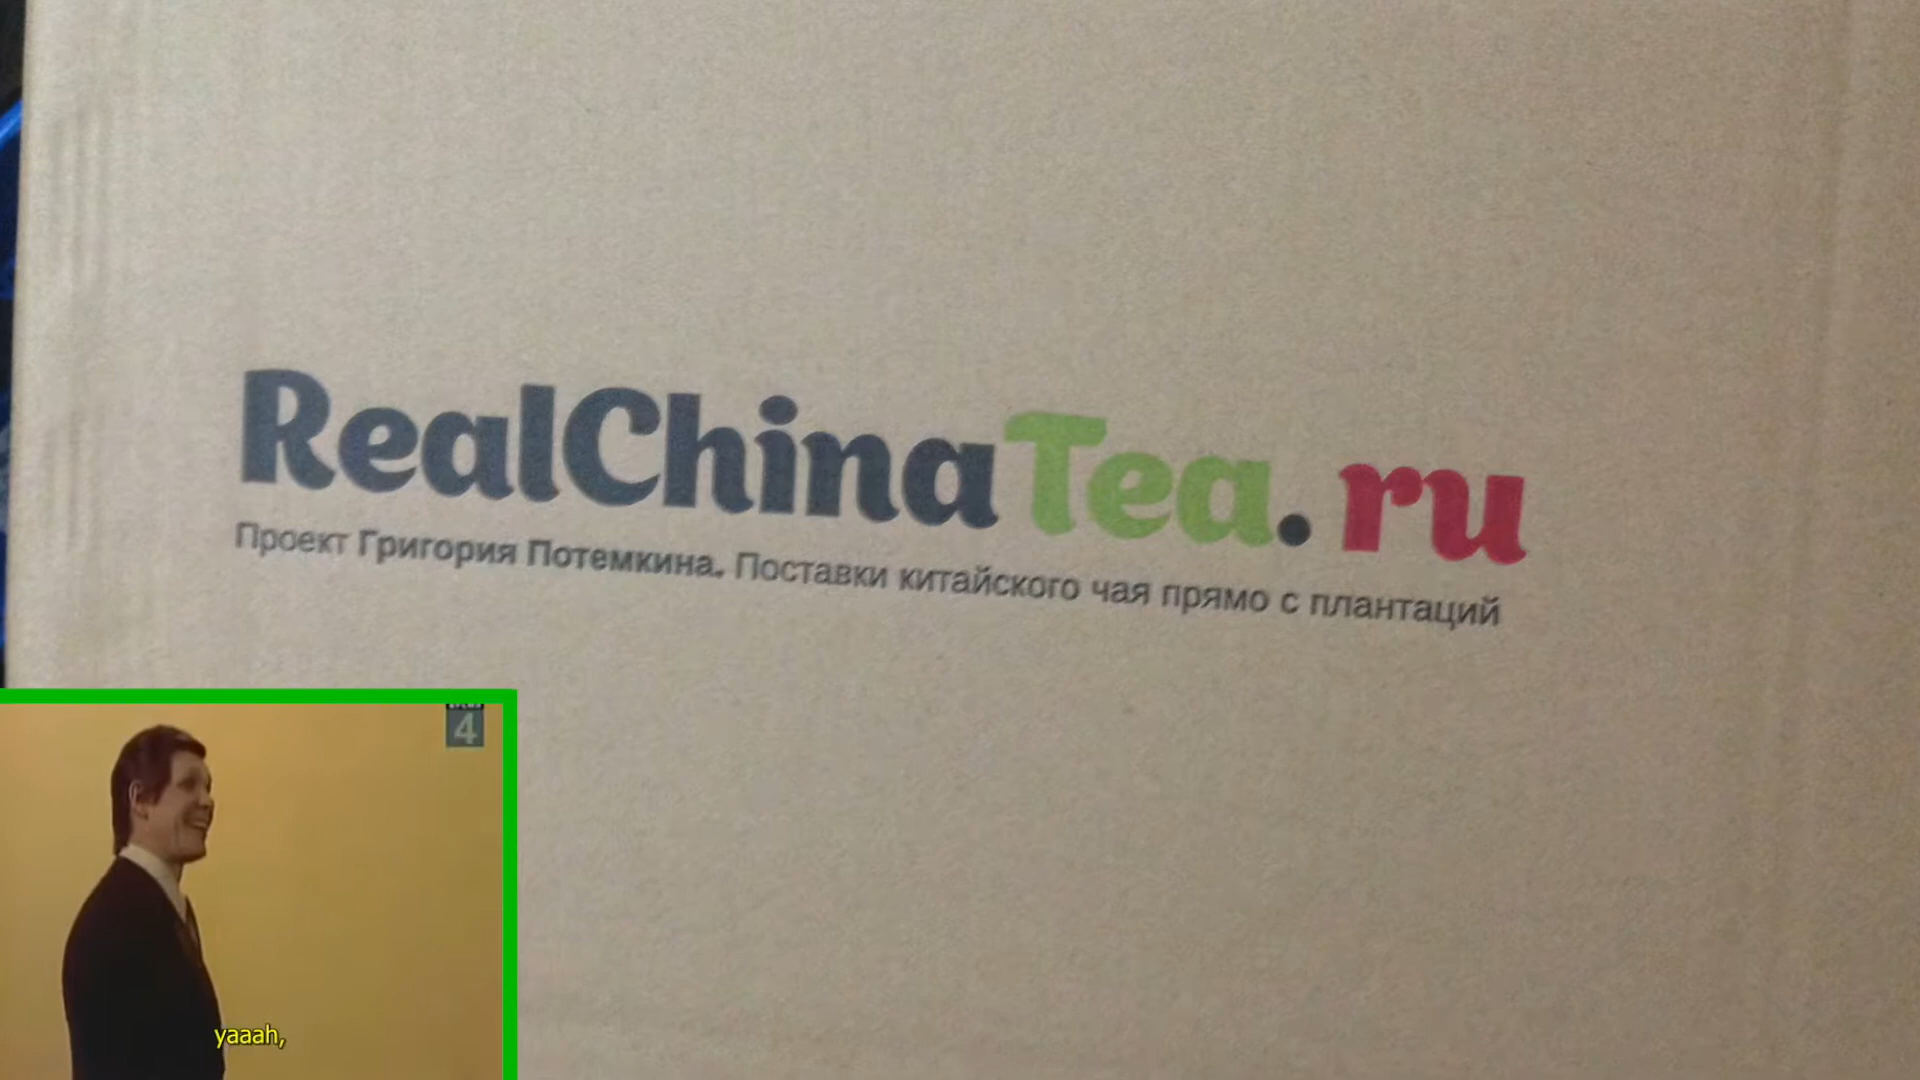 RealChinaTea.ru
Проект Григория Потемкина. Поставки китайского чая прямо с плантаций
4
yaaah,